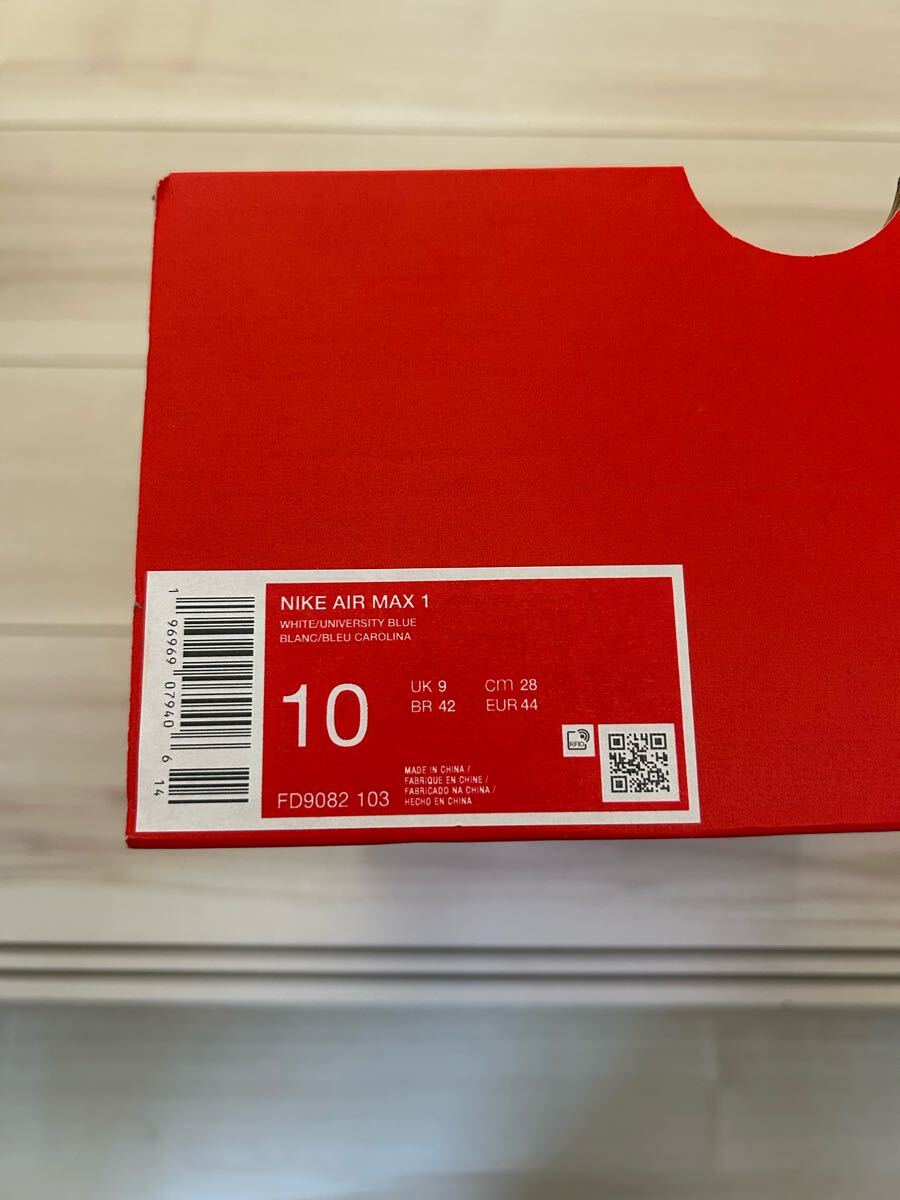 NIKE AIR MAX 1
WHITE/UNIVERSITY BLUE
BLANC/BLEU CAROLINA
10
UK 9 cm 28
BR 42 EUR 44
RFID
MADE IN CHINA /
FABRIQUE EN CHINE /
FABRICADO NA CHINA /
HECHO EN CHINA
FD9082 103
1 96969 07940 6 14